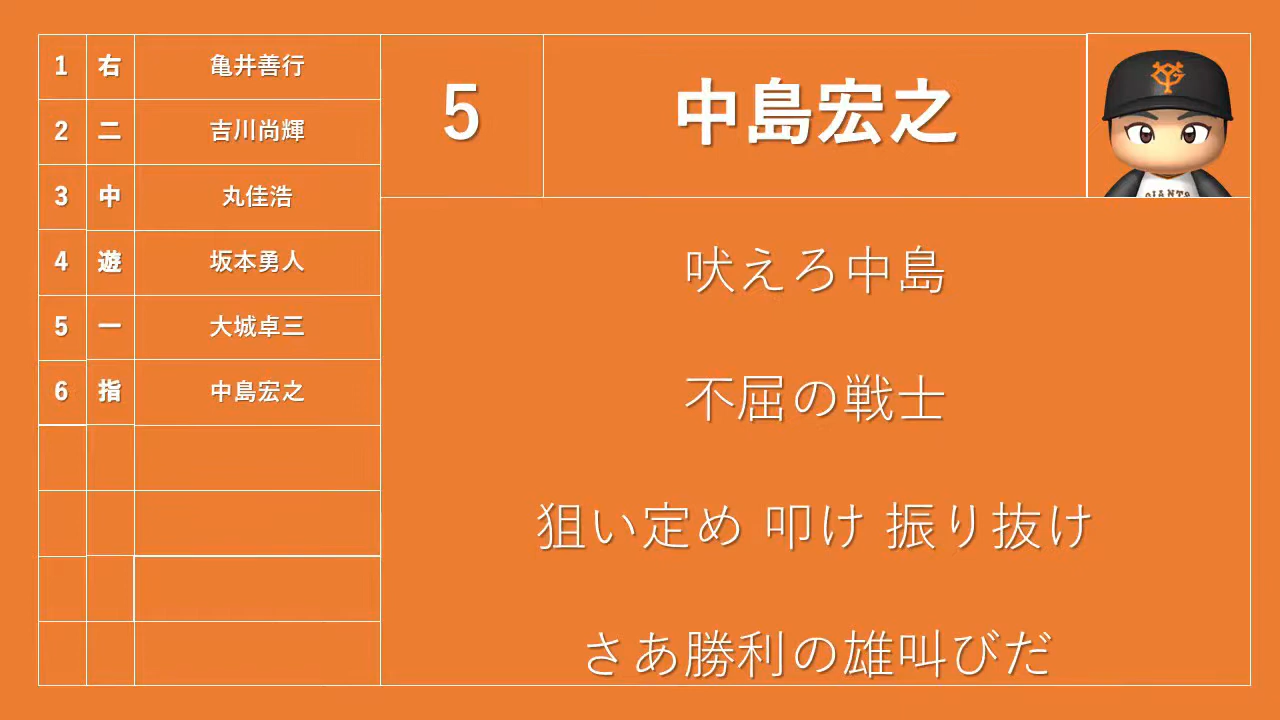 1 右 亀井善行
2 二 吉川尚輝
3 中 丸佳浩
4 遊 坂本勇人
5 一 大城卓三
6 指 中島宏之
5 中島宏之
YG
GIANTS
吠えろ中島
不屈の戦士
狙い定め 叩け 振り抜け
さあ勝利の雄叫びだ